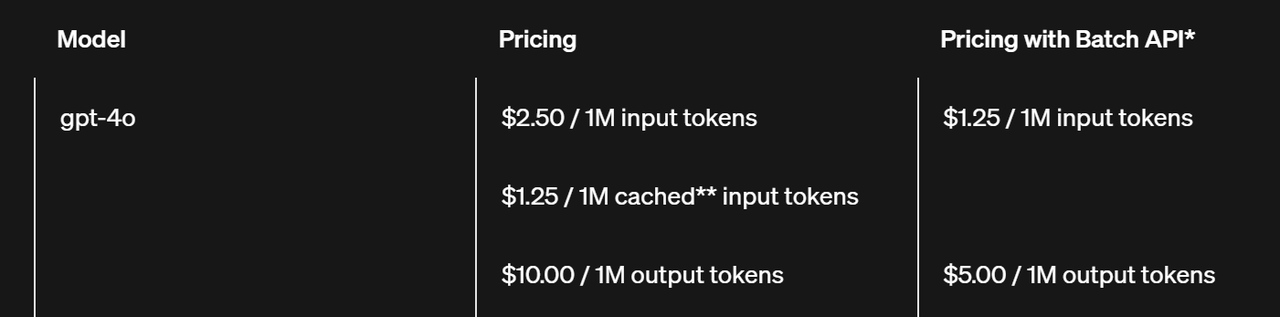 Model Pricing Pricing with Batch API*
gpt-4o $2.50 / 1M input tokens $1.25 / 1M input tokens
$1.25 / 1M cached** input tokens
$10.00 / 1M output tokens $5.00 / 1M output tokens